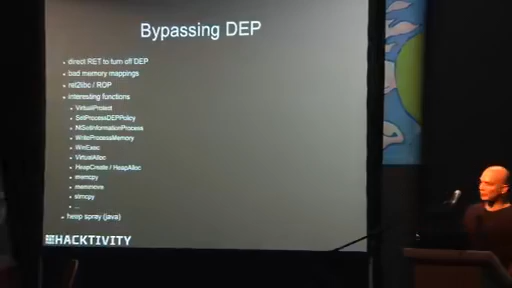 Bypassing DEP
direct RET to turn off DEP
bad memory mappings
ret2libc / ROP
interesting functions
VirtualProtect
SetProcessDEPPolicy
NtSetInformationProcess
WriteProcessMemory
WinExec
VirtualAlloc
HeapCreate / HeapAlloc
memcpy
memmove
strncpy
...
heap spray (java)
HACKTIVITY